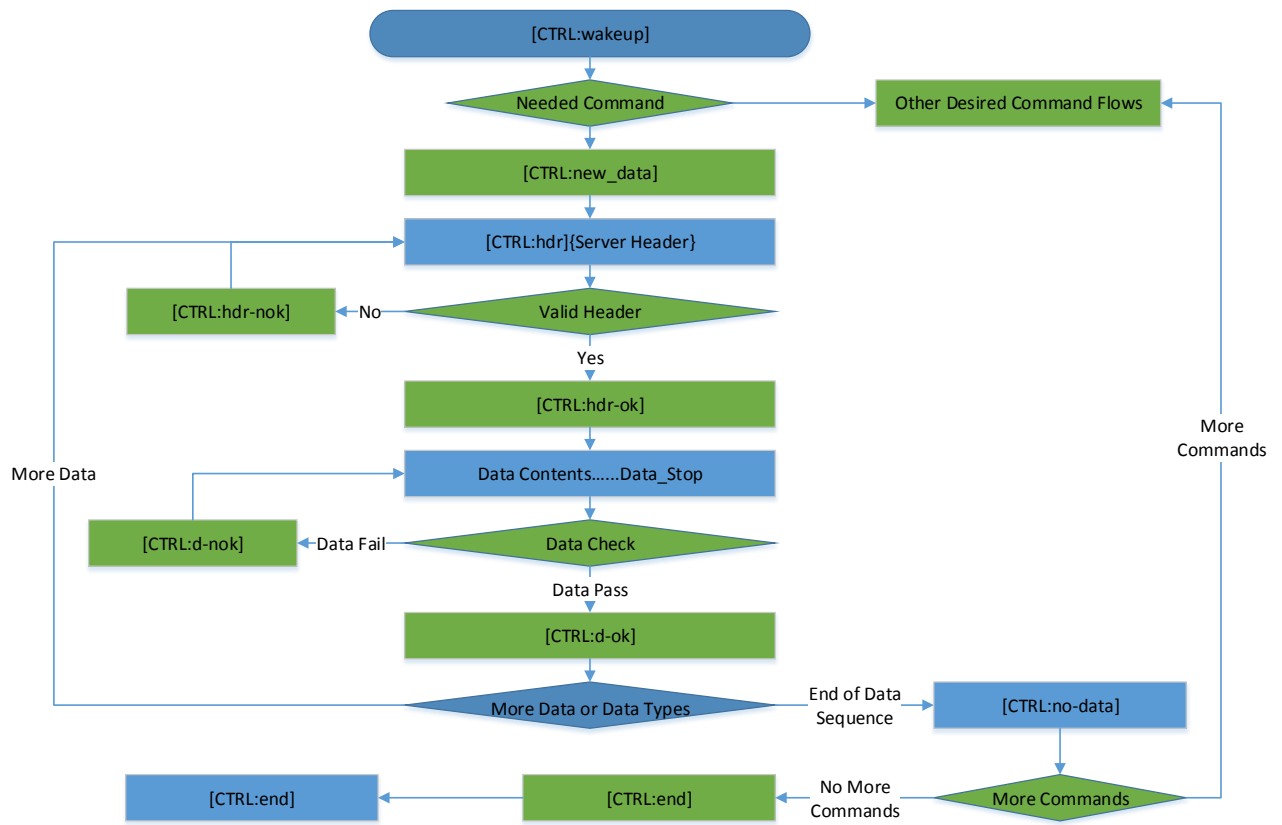 [CTRL:wakeup]
Needed Command
Other Desired Command Flows
[CTRL:new_data]
[CTRL:hdr]{Server Header}
[CTRL:hdr-nok]
No
Valid Header
Yes
[CTRL:hdr-ok]
More
Commands
More Data
Data Contents......Data_Stop
[CTRL:d-nok]
Data Fail
Data Check
Data Pass
[CTRL:d-ok]
More Data or Data Types
End of Data
Sequence
[CTRL:no-data]
[CTRL:end]
[CTRL:end]
No More
Commands
More Commands